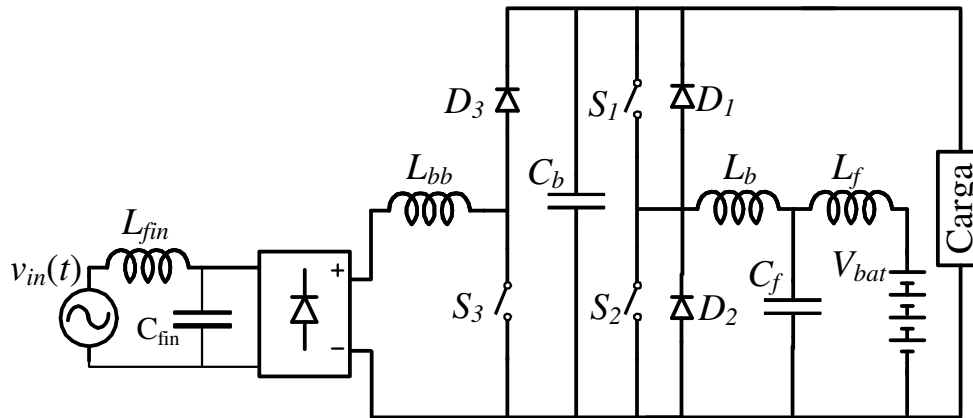 D3
S1
D1
Lbb
Cb
Lb
Lf
Carga
Lfin
vin(t)
+
Cfin
−
S3
S2
D2
Cf
Vbat